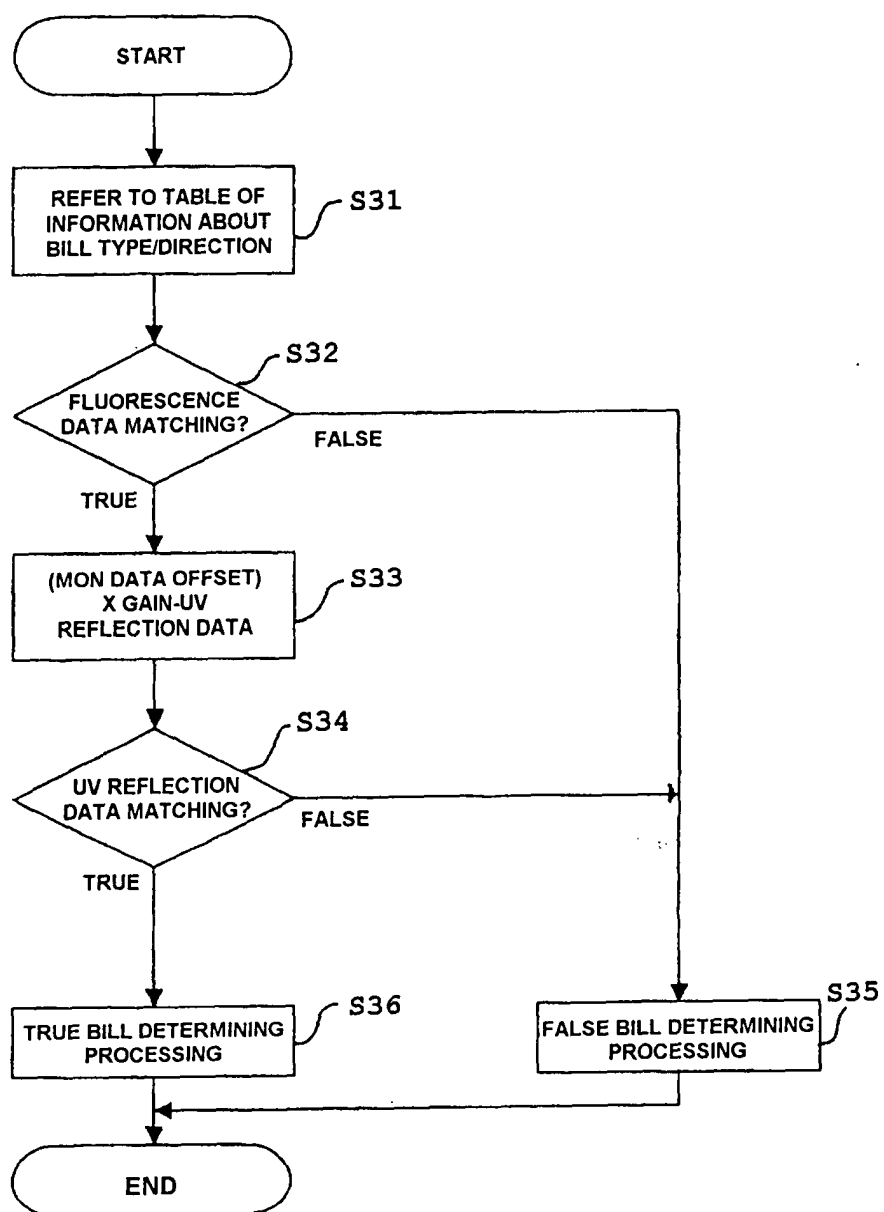 START
REFER TO TABLE OF
INFORMATION ABOUT
BILL TYPE/DIRECTION
S31
S32
FLUORESCENCE
DATA MATCHING?
FALSE
TRUE
(MON DATA OFFSET)
X GAIN-UV
REFLECTION DATA
S33
S34
UV REFLECTION
DATA MATCHING?
FALSE
TRUE
TRUE BILL DETERMINING
PROCESSING
S36
FALSE BILL DETERMINING
PROCESSING
S35
END